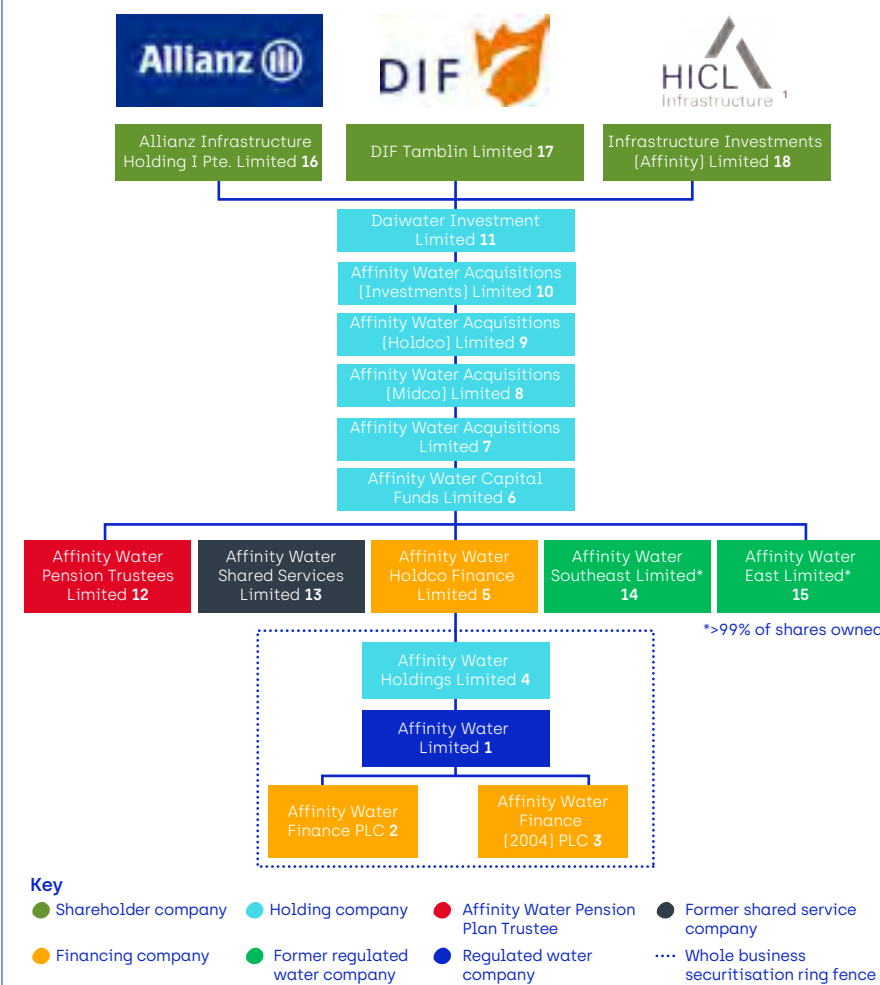 Allianz
DIF
HICL
Infrastructure 1
Allianz Infrastructure
Holding I Pte. Limited 16
DIF Tamblin Limited 17
Infrastructure Investments
(Affinity) Limited 18
Daiwater Investment
Limited 11
Affinity Water Acquisitions
(Investments) Limited 10
Affinity Water Acquisitions
(Holdco) Limited 9
Affinity Water Acquisitions
(Midco) Limited 8
Affinity Water Acquisitions
Limited 7
Affinity Water Capital
Funds Limited 6
Affinity Water
Pension Trustees
Limited 12
Affinity Water
Shared Services
Limited 13
Affinity Water
Holdco Finance
Limited 5
Affinity Water
Southeast Limited*
14
Affinity Water
East Limited*
15
*>99% of shares owned
Affinity Water
Holdings Limited 4
Affinity Water
Limited 1
Affinity Water
Finance PLC 2
Affinity Water
Finance
(2004) PLC 3
Key
Shareholder company
Holding company
Affinity Water Pension
Plan Trustee
Former shared service
company
Financing company
Former regulated
water company
Regulated water
company
Whole business
securitisation ring fence